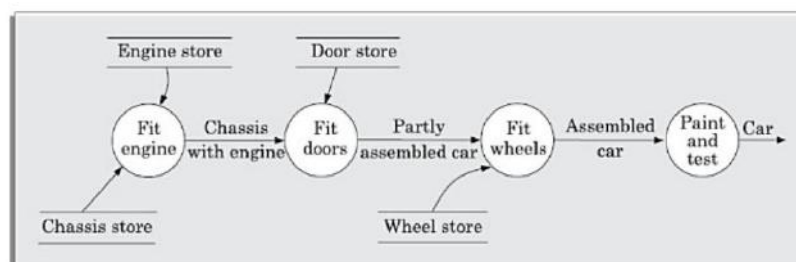 Engine store
Door store
Fit
engine
Chassis
with engine
Fit
doors
Partly
assembled car
Fit
wheels
Assembled
car
Paint
and
test
Car
Chassis store
Wheel store